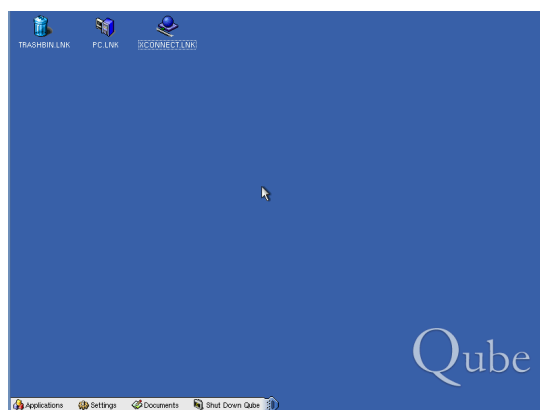 TRASHBIN.LNK PC.LNK XCONNECT.LNK
Qube
Applications Settings Documents Shut Down Qube